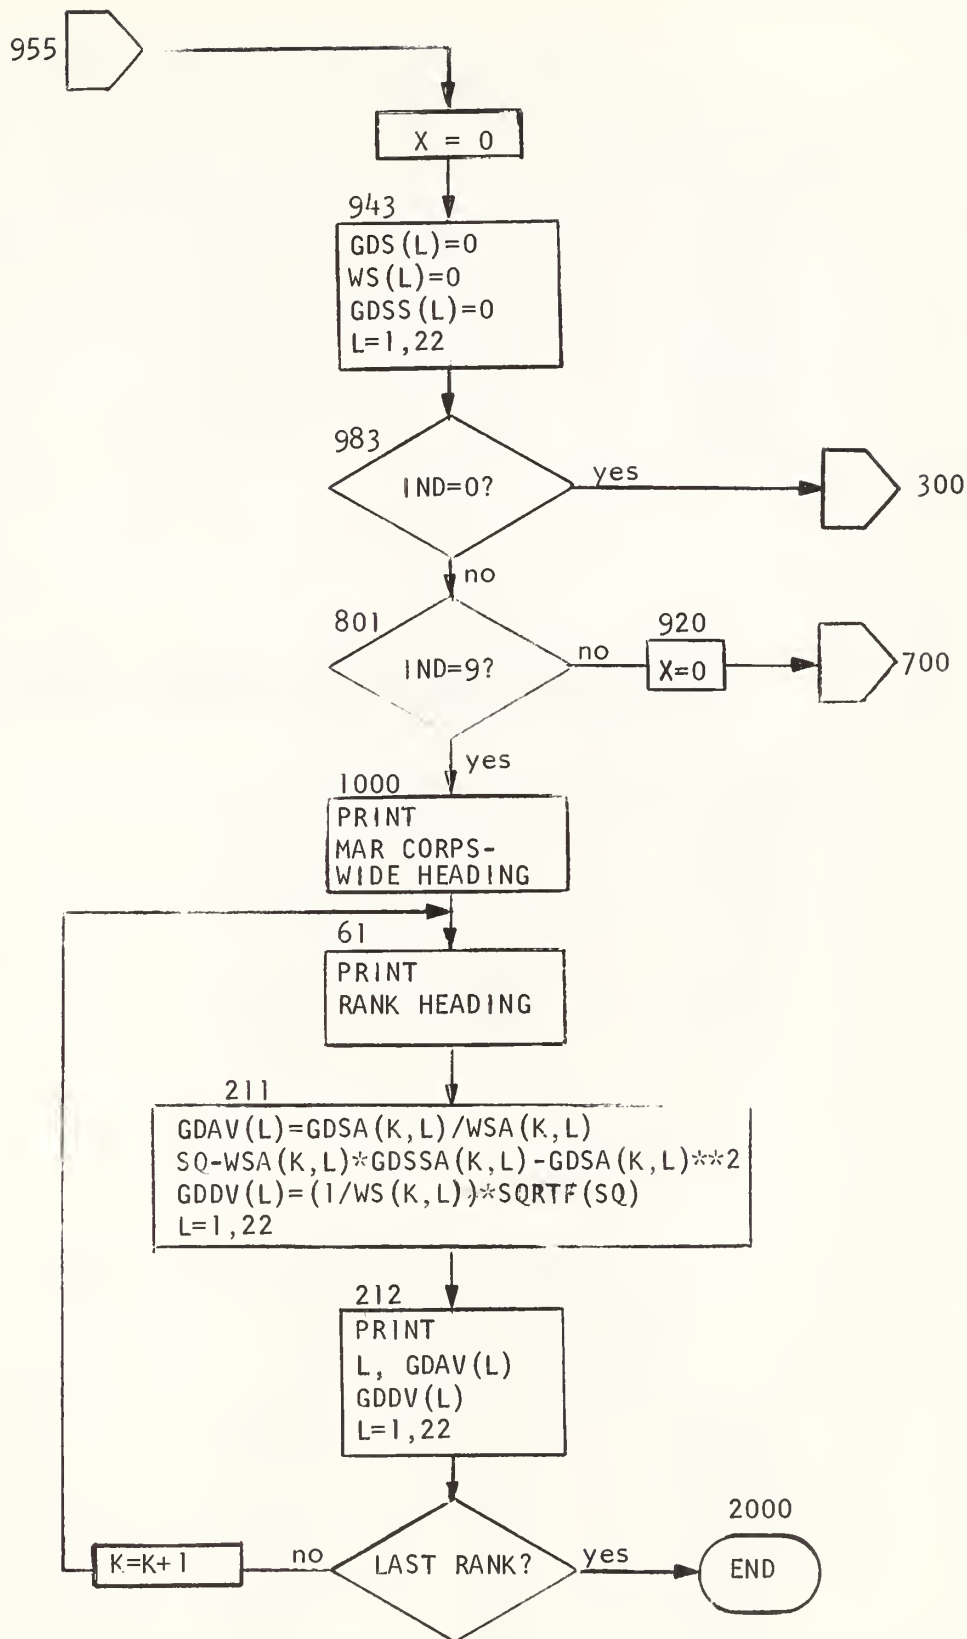 955
X = 0
943
GDS(L)=0
WS(L)=0
GDSS(L)=0
L=1,22
983
IND=0?
yes
300
no
801
IND=9?
no
920
X=0
700
yes
1000
PRINT
MAR CORPS-
WIDE HEADING
61
PRINT
RANK HEADING
211
GDAV(L)=GDSA(K,L)/WSA(K,L)
SQ-WSA(K,L)*GDSSA(K,L)-GDSA(K,L)**2
GDDV(L)=(1/WS(K,L))*SQRTF(SQ)
L=1,22
212
PRINT
L, GDAV(L)
GDDV(L)
L=1,22
K=K+1
no
LAST RANK?
yes
2000
END